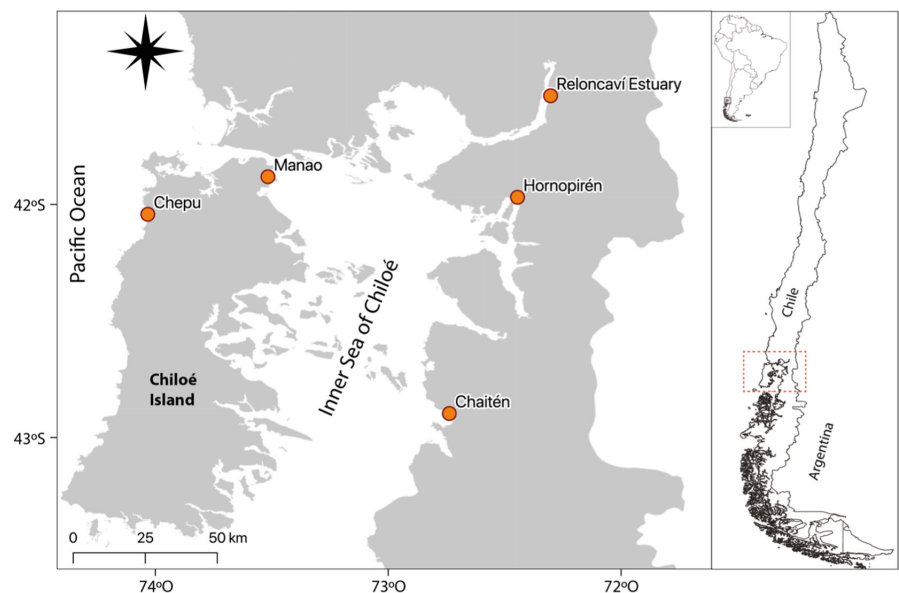 Reloncaví Estuary
Manao
Hornopirén
Chepu
42ºS
Pacific Ocean
Inner Sea of Chiloé
Chiloé
Island
Chaitén
43ºS
0 25 50 km
74ºO 73ºO 72ºO
Chile
Argentina